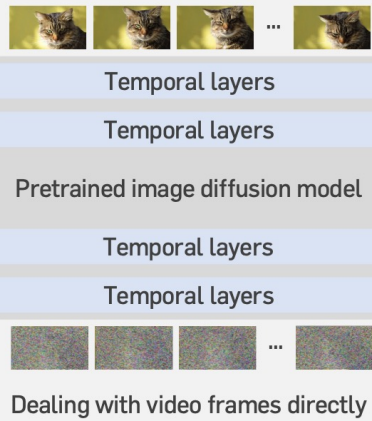 ...
Temporal layers
Temporal layers
Pretrained image diffusion model
Temporal layers
Temporal layers
...
Dealing with video frames directly